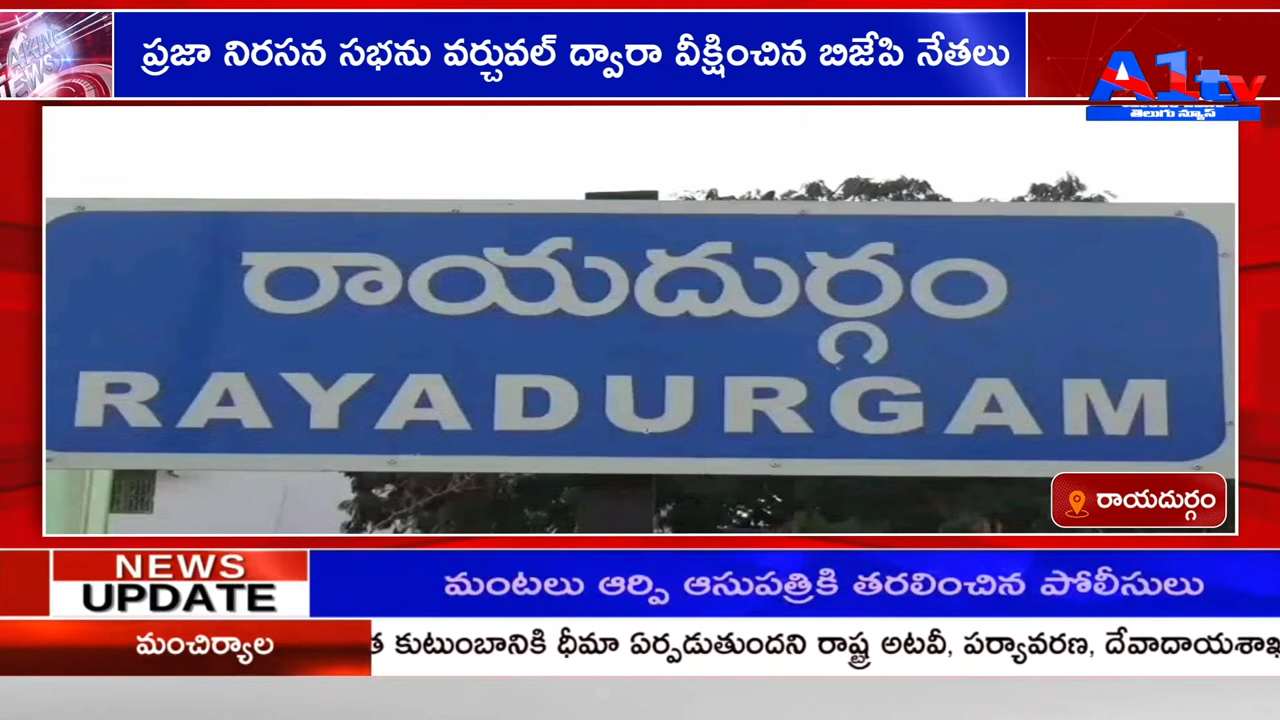 ప్రజా నిరసన సభను వర్చువల్ ద్వారా వీక్షించిన బిజేపి నేతలు
A1tv
తెలుగు న్యూస్
రాయదుర్గం
RAYADURGAM
రాయదుర్గం
NEWS
UPDATE
మంటలు ఆర్పి ఆసుపత్రికి తరలించిన పోలీసులు
మంచిర్యాల
కుటుంబానికి ధీమా ఏర్పడుతుందని రాష్ట్ర అటవీ, పర్యావరణ,